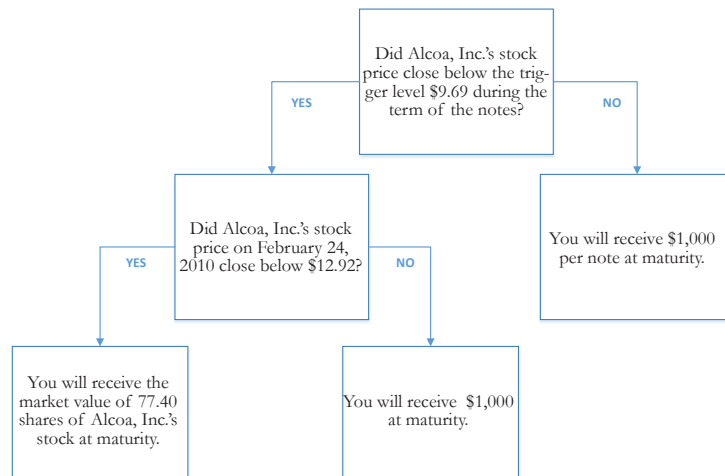 Did Alcoa, Inc.'s stock
price close below the trig-
ger level $9.69 during the
term of the notes?
YES
NO
Did Alcoa, Inc.'s stock
price on February 24,
2010 close below $12.92?
You will receive $1,000
per note at maturity.
YES
NO
You will receive the
market value of 77.40
shares of Alcoa, Inc.'s
stock at maturity.
You will receive $1,000
at maturity.